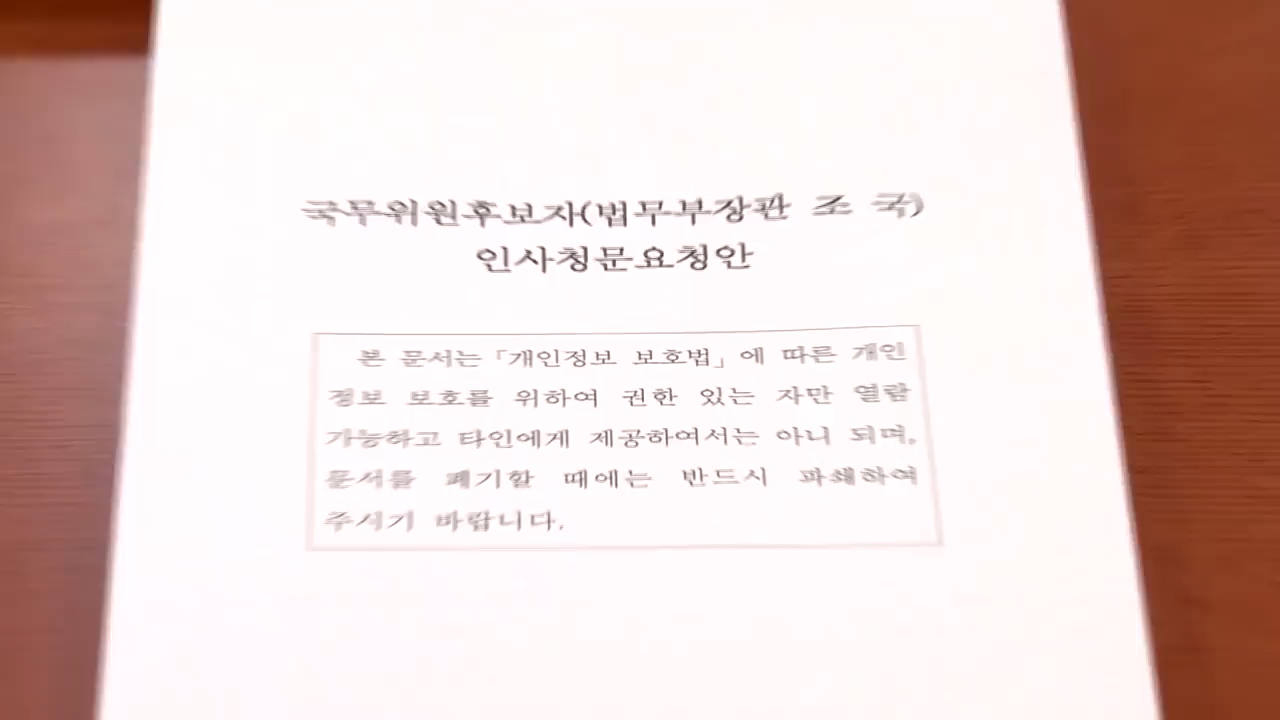 국무위원후보자(법무부장관 조 국)
인사청문요청안
본 문서는 「개인정보 보호법」에 따른 개인
정보 보호를 위하여 권한 있는 자만 열람
가능하고 타인에게 제공하여서는 아니 되며,
문서를 폐기할 때에는 반드시 파쇄하여
주시기 바랍니다.